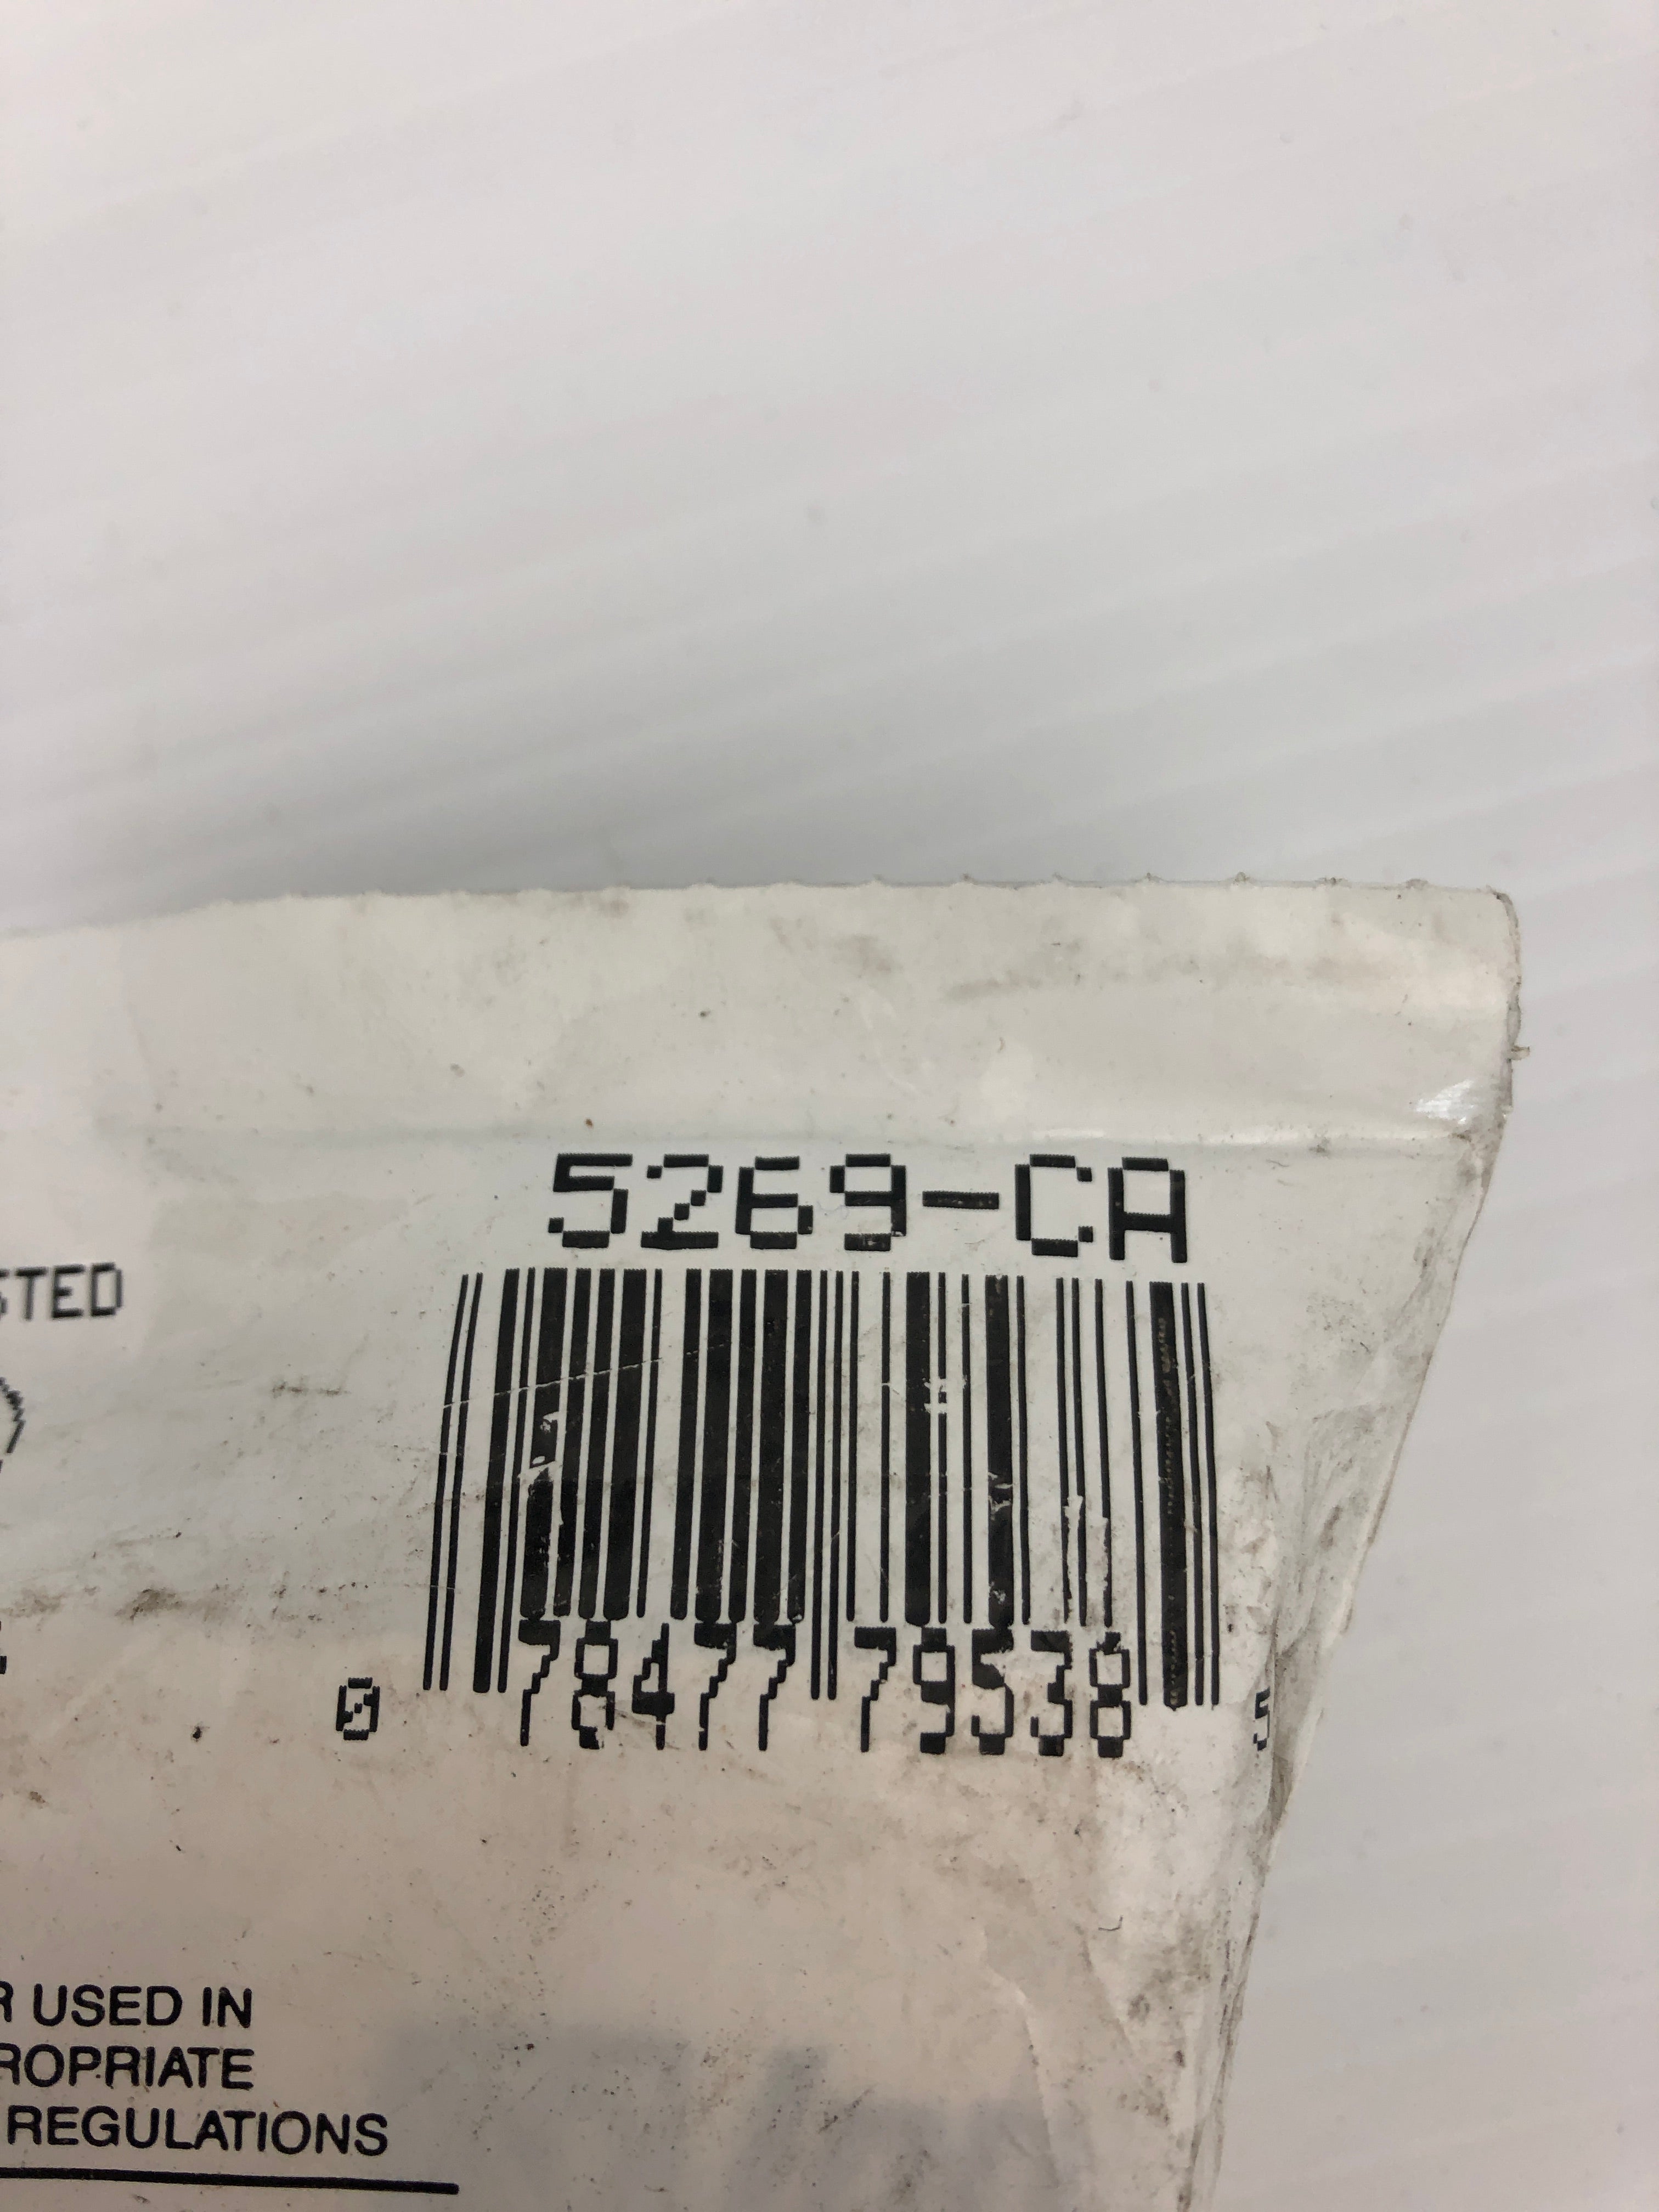 5269-CA
STED
0 78477 79538 5
R USED IN
ROPRIATE
REGULATIONS